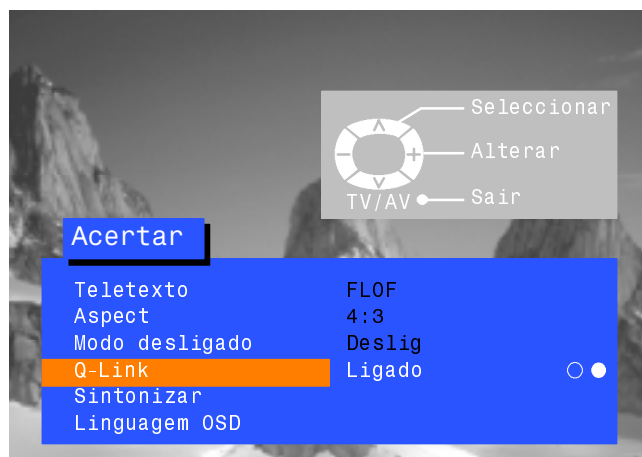 Seleccionar
Alterar
TV/AV Sair
Acertar
Teletexto FLOF
Aspect 4:3
Modo desligado Deslig
Q-Link Ligado
Sintonizar
Linguagem OSD